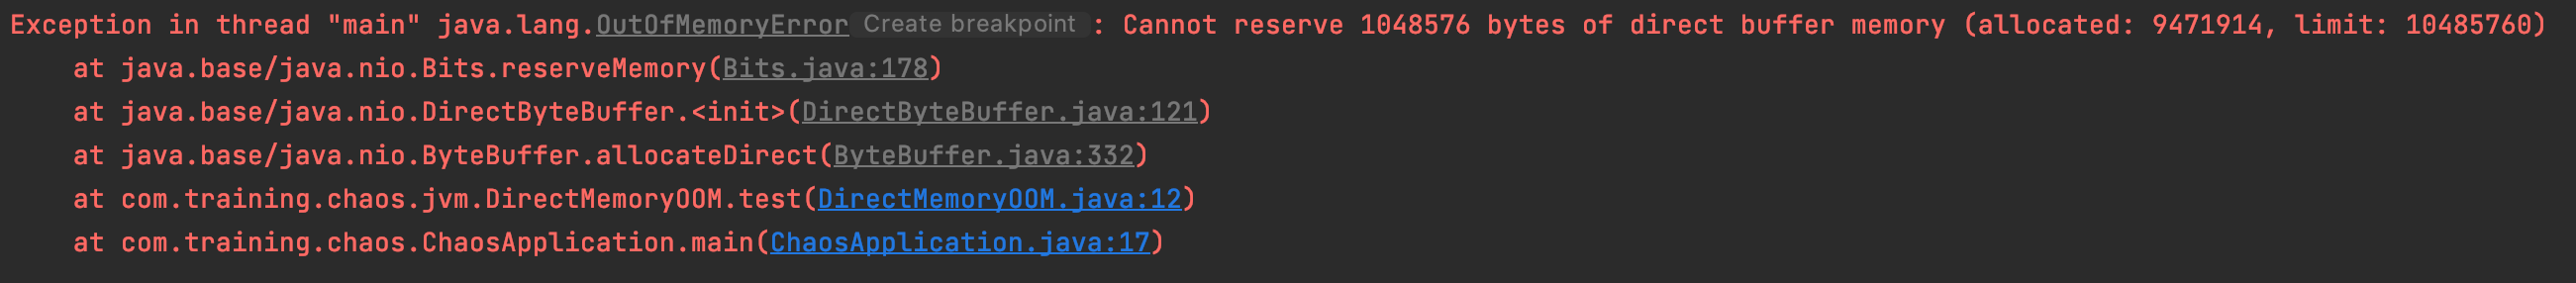 Exception in thread "main" java.lang.OutOfMemoryError Create breakpoint : Cannot reserve 1048576 bytes of direct buffer memory (allocated: 9471914, limit: 10485760)
at java.base/java.nio.Bits.reserveMemory(Bits.java:178)
at java.base/java.nio.DirectByteBuffer.<init>(DirectByteBuffer.java:121)
at java.base/java.nio.ByteBuffer.allocateDirect(ByteBuffer.java:332)
at com.training.chaos.jvm.DirectMemoryOOM.test(DirectMemoryOOM.java:12)
at com.training.chaos.ChaosApplication.main(ChaosApplication.java:17)